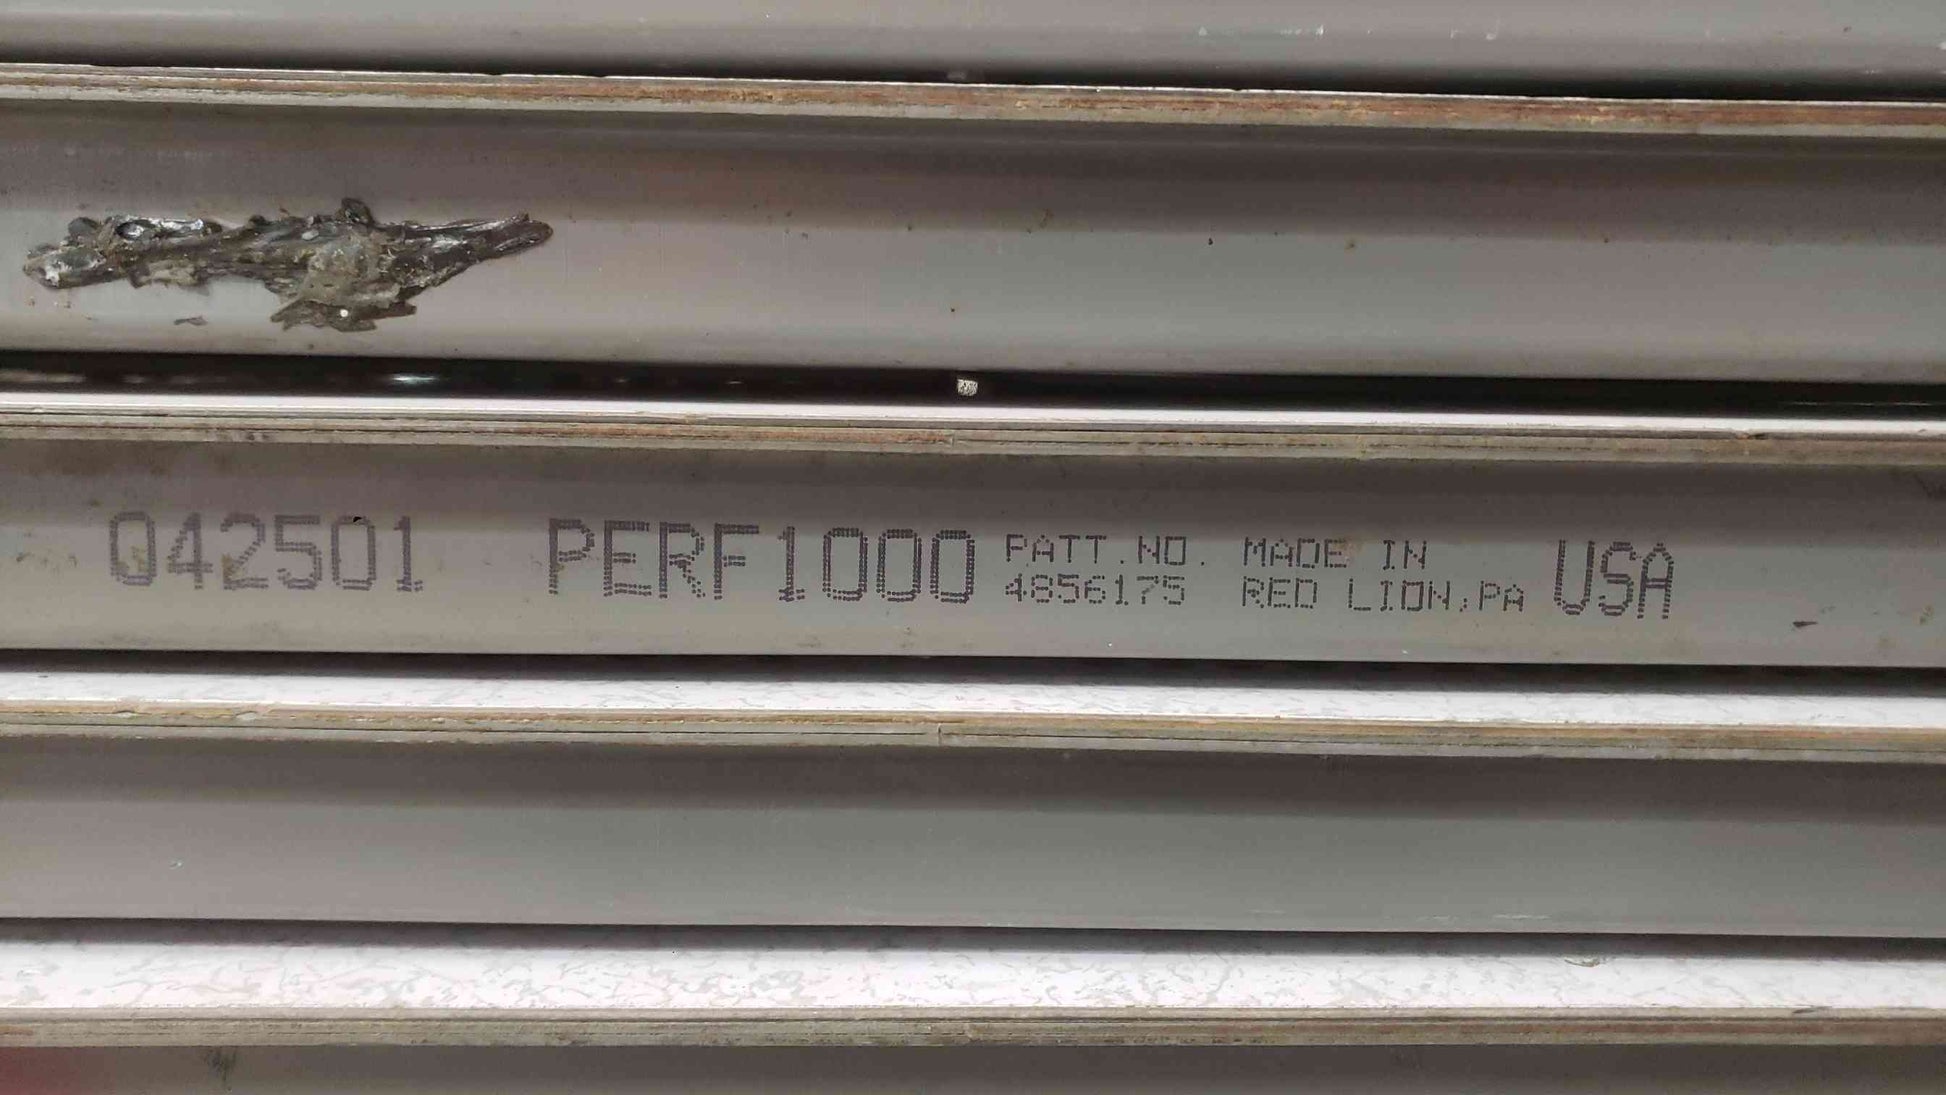 042501 PERF1000 PATT.NO. MADE IN USA
4856175 RED LION,PA